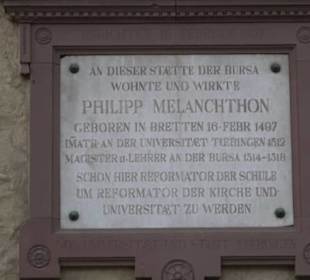 AN DIESER STÆTTE DER BURSA
WOHNTE UND WIRKTE
PHILIPP MELANCHTHON
GEBOREN IN BRETTEN 16·FEBR 1497
IMATR·AN DER UNIVERSITÆT TUEBINGEN 1512
MAGISTER U·LEHRER AN DER BURSA 1514-1518
SCHON HIER REFORMATOR DER SCHULE
UM REFORMATOR DER KIRCHE UND
UNIVERSITÆT ZU WERDEN